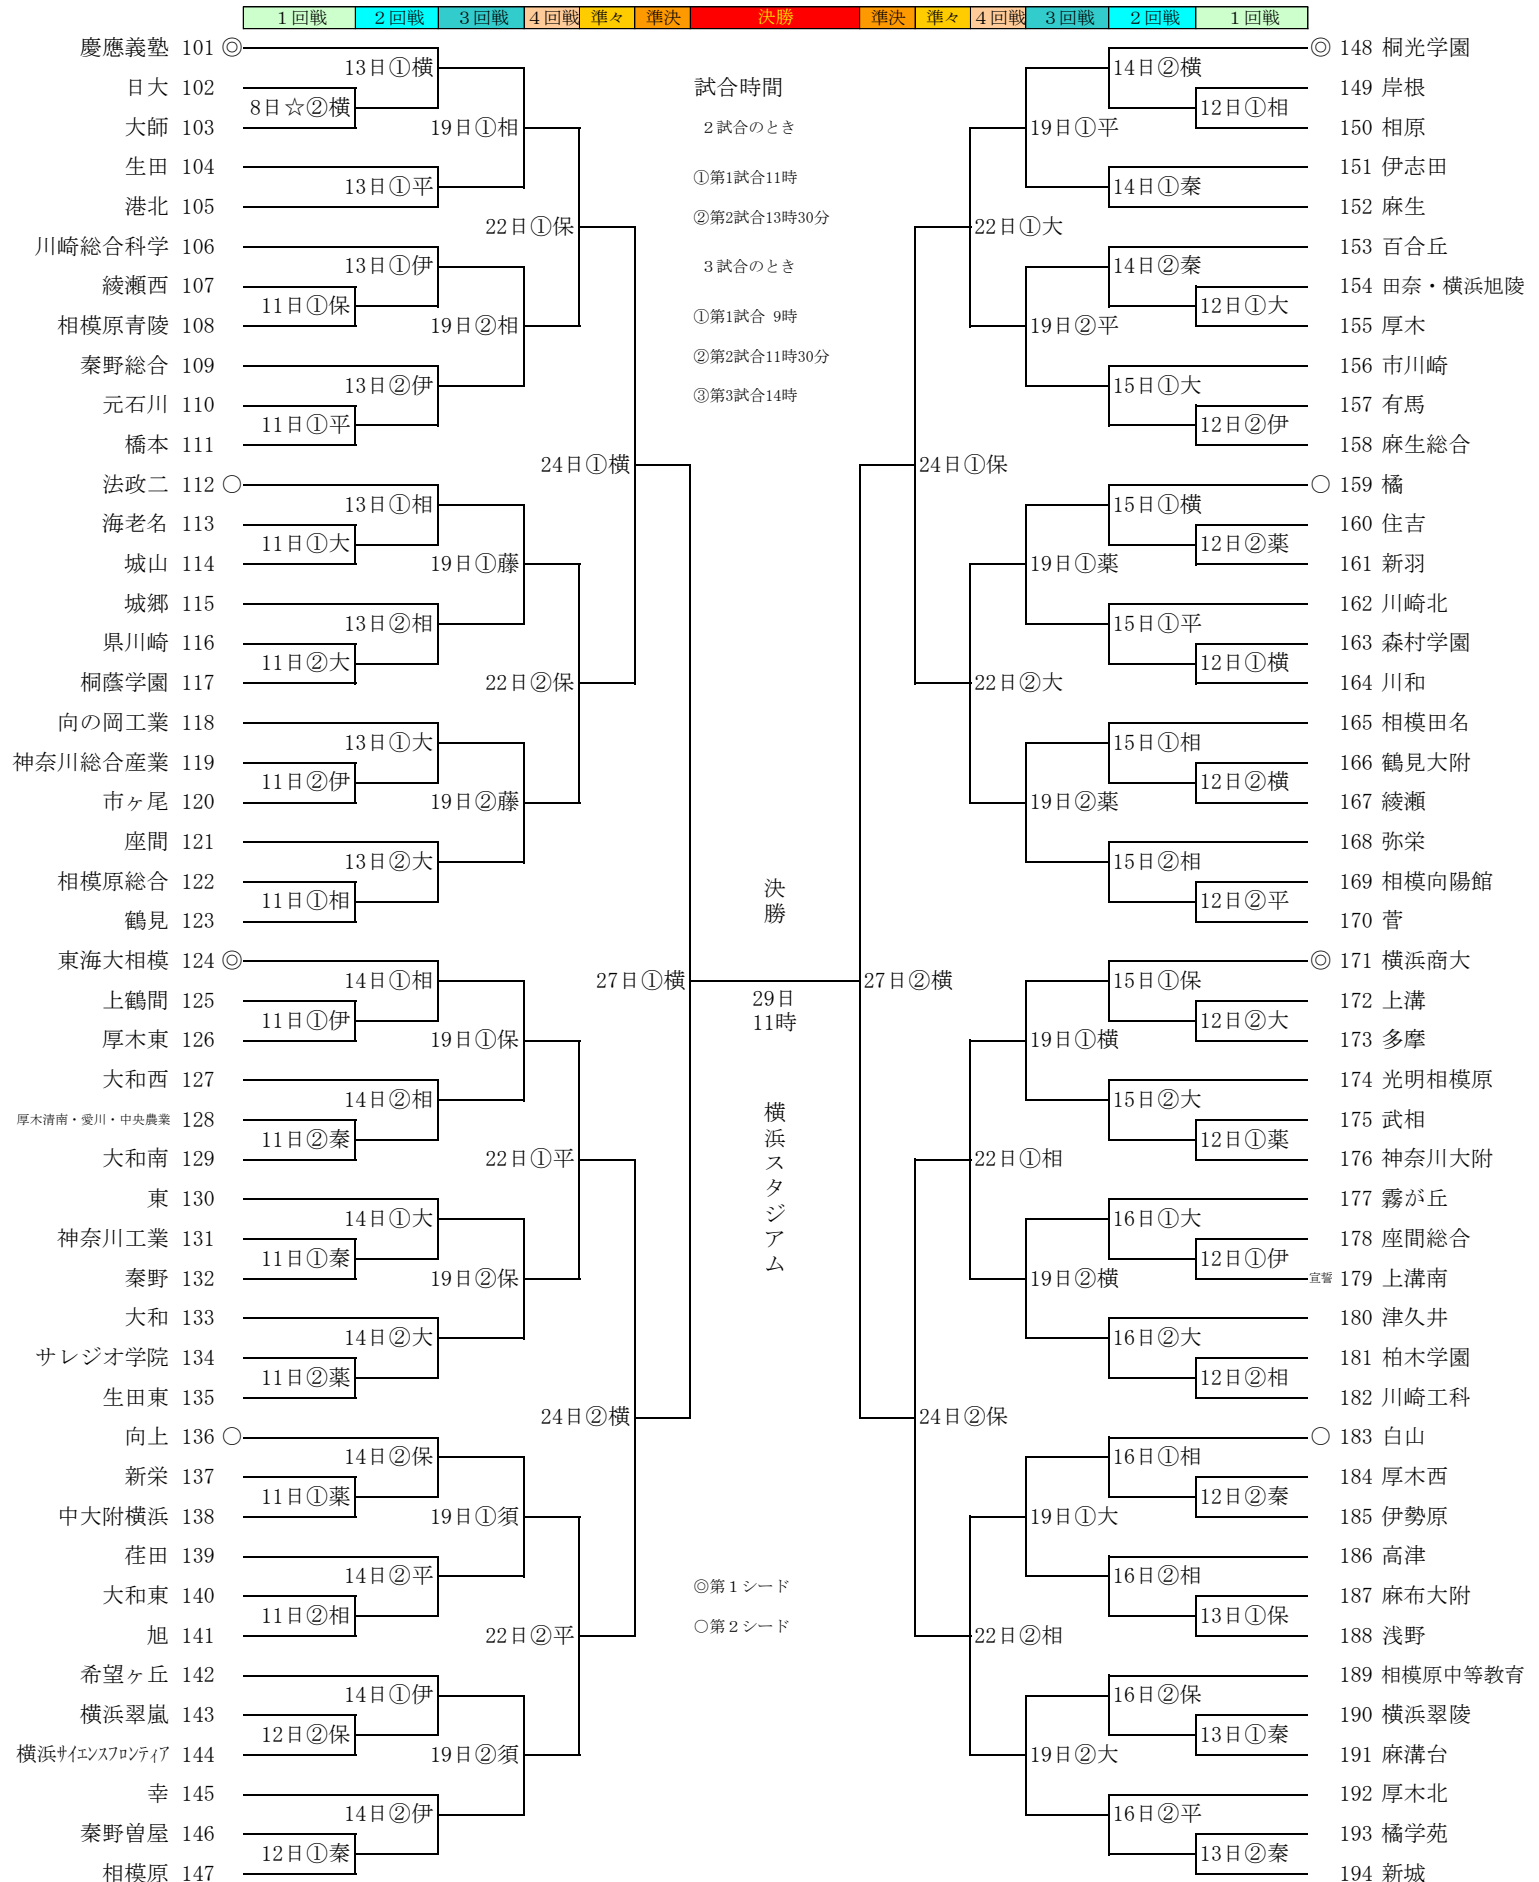 １回戦 ２回戦 ３回戦 ４回戦 準々 準決 決勝 準決 準々 ４回戦 ３回戦 ２回戦 １回戦
慶應義塾 101 ◎
13日①横
日大 102
8日☆②横
大師 103
19日①相
生田 104
13日①平
港北 105
22日①保
川崎総合科学 106
13日①伊
綾瀬西 107
11日①保
相模原青陵 108
19日②相
秦野総合 109
13日②伊
元石川 110
11日①平
橋本 111
24日①横
法政二 112 ○
13日①相
海老名 113
11日①大
城山 114
19日①藤
城郷 115
13日②相
県川崎 116
11日②大
桐蔭学園 117
22日②保
向の岡工業 118
13日①大
神奈川総合産業 119
11日②伊
市ヶ尾 120
19日②藤
座間 121
13日②大
相模原総合 122
11日①相
鶴見 123
東海大相模 124 ◎
14日①相
27日①横
上鶴間 125
11日①伊
厚木東 126
19日①保
大和西 127
14日②相
厚木清南・愛川・中央農業 128
11日②秦
大和南 129
22日①平
東 130
14日①大
神奈川工業 131
11日①秦
秦野 132
19日②保
大和 133
14日②大
サレジオ学院 134
11日②薬
生田東 135
24日②横
向上 136 ○
14日②保
新栄 137
11日①薬
中大附横浜 138
19日①須
荏田 139
14日②平
大和東 140
11日②相
旭 141
22日②平
希望ヶ丘 142
14日①伊
横浜翠嵐 143
12日②保
横浜ｻｲｴﾝｽﾌﾛﾝﾃｨｱ 144
19日②須
幸 145
14日②伊
秦野曽屋 146
12日①秦
相模原 147
試合時間
２試合のとき
①第1試合11時
②第2試合13時30分
３試合のとき
①第1試合 9時
②第2試合11時30分
③第3試合14時
決勝
29日
11時
横浜スタジアム
◎第１シード
○第２シード
◎ 148 桐光学園
14日②横
149 岸根
12日①相
150 相原
19日①平
151 伊志田
14日①秦
152 麻生
22日①大
153 百合丘
14日②秦
154 田奈・横浜旭陵
12日①大
155 厚木
19日②平
156 市川崎
15日①大
157 有馬
12日②伊
158 麻生総合
24日①保
○ 159 橘
15日①横
160 住吉
12日②薬
161 新羽
19日①薬
162 川崎北
15日①平
163 森村学園
12日①横
164 川和
22日②大
165 相模田名
15日①相
166 鶴見大附
12日②横
167 綾瀬
19日②薬
168 弥栄
15日②相
169 相模向陽館
12日②平
170 菅
◎ 171 横浜商大
15日①保
27日②横
172 上溝
12日②大
173 多摩
19日①横
174 光明相模原
15日②大
175 武相
12日①薬
176 神奈川大附
22日①相
177 霧が丘
16日①大
178 座間総合
12日①伊
宣誓 179 上溝南
19日②横
180 津久井
16日②大
181 柏木学園
12日②相
182 川崎工科
24日②保
○ 183 白山
16日①相
184 厚木西
12日②秦
185 伊勢原
19日①大
186 高津
16日②相
187 麻布大附
13日①保
188 浅野
22日②相
189 相模原中等教育
16日②保
190 横浜翠陵
13日①秦
191 麻溝台
19日②大
192 厚木北
16日②平
193 橘学苑
13日②秦
194 新城